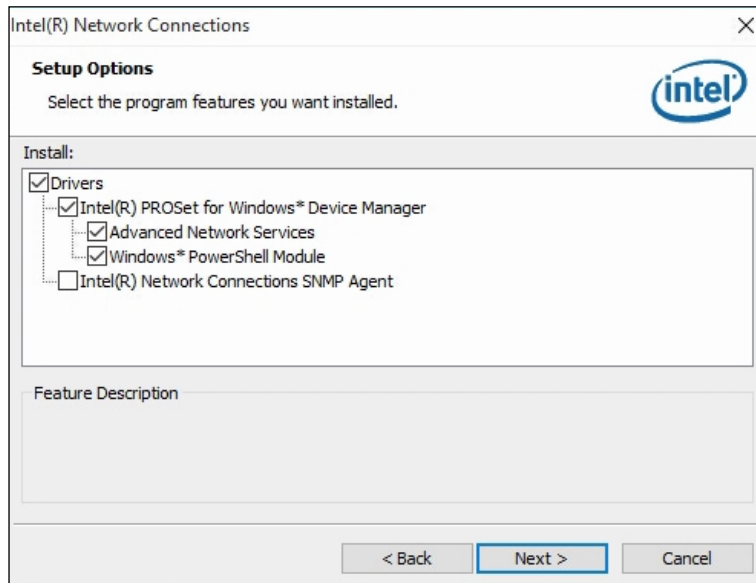 Intel(R) Network Connections
Setup Options
Select the program features you want installed.
intel
Install:
Drivers
Intel(R) PROSet for Windows* Device Manager
Advanced Network Services
Windows* PowerShell Module
Intel(R) Network Connections SNMP Agent
Feature Description
< Back Next > Cancel